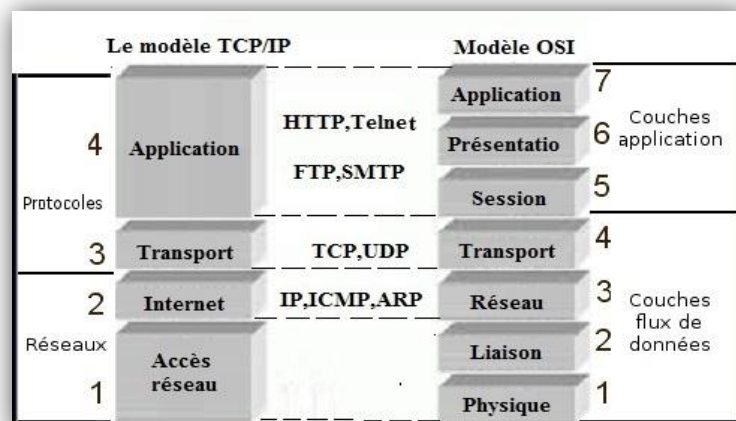 Le modèle TCP/IP
Modèle OSI
Protocoles
4
Application
HTTP,Telnet
FTP,SMTP
Application
7
Présentatio
6
Session
5
Couches
application
3
Transport
TCP,UDP
Transport
4
Réseaux
2
Internet
IP,ICMP,ARP
Réseau
3
Couches
flux de
données
1
Accès
réseau
Liaison
2
Physique
1